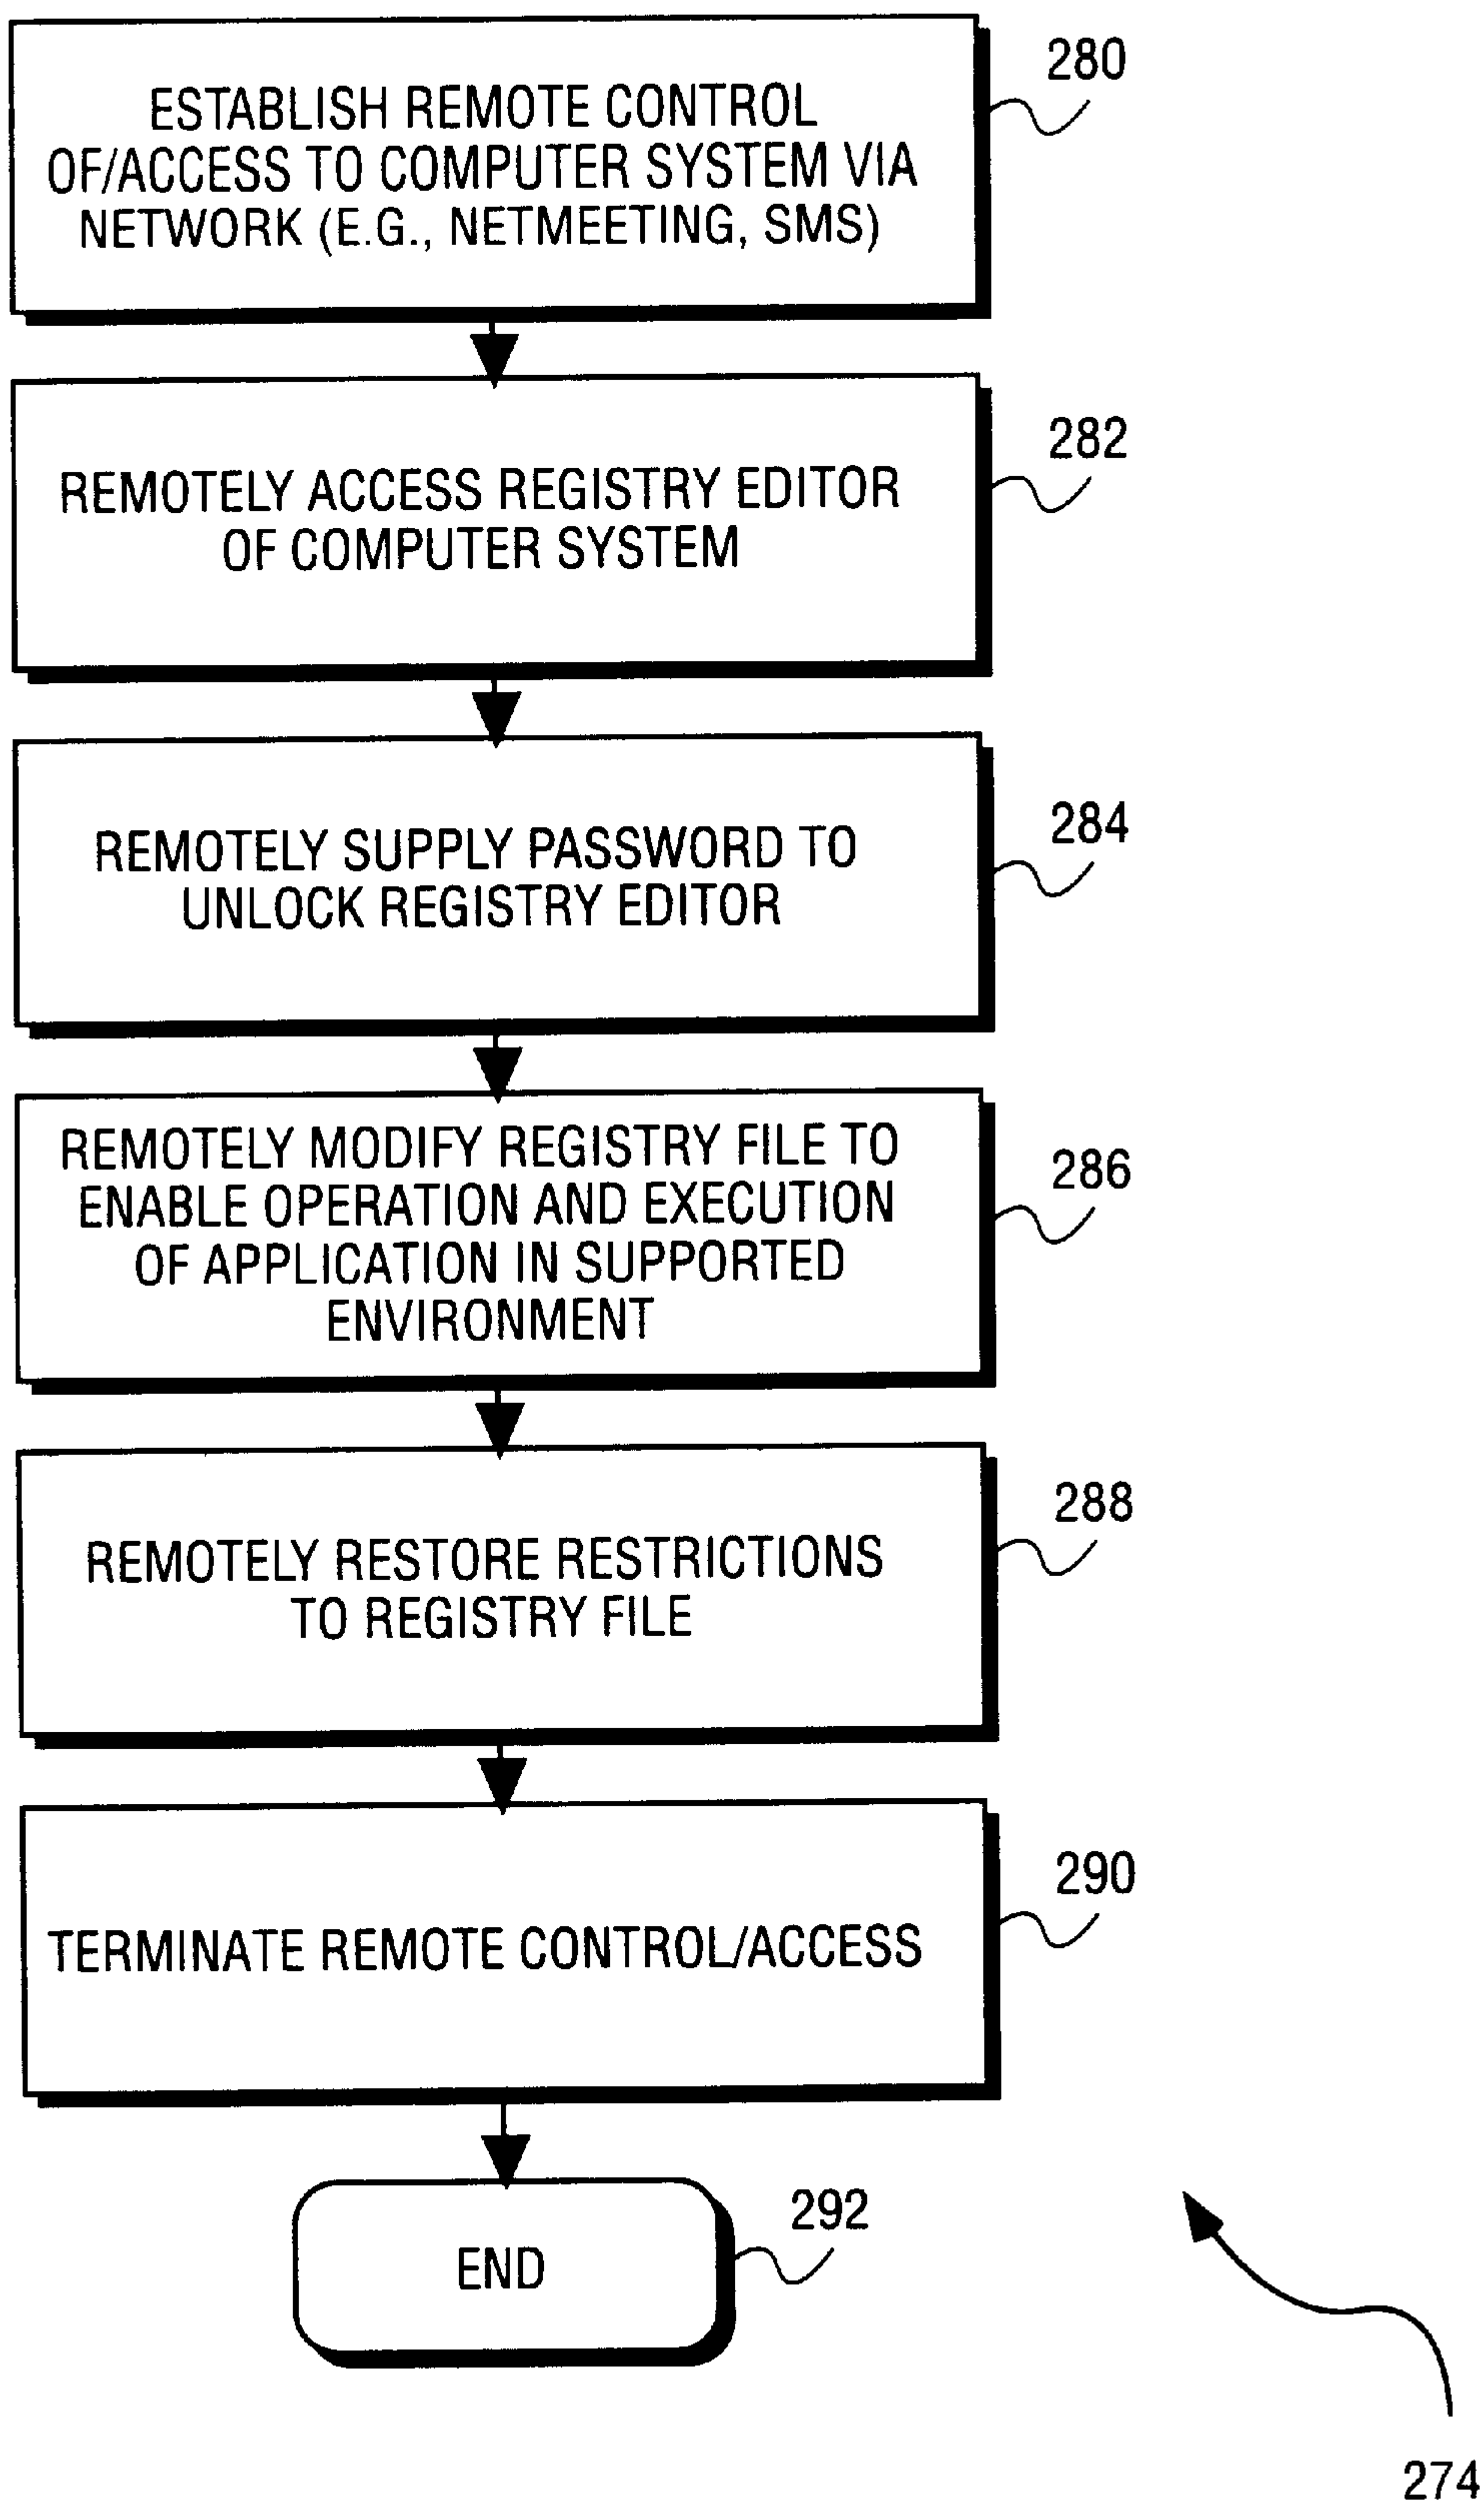 ESTABLISH REMOTE CONTROL
OF/ACCESS TO COMPUTER SYSTEM VIA
NETWORK (E.G., NETMEETING, SMS)
280
REMOTELY ACCESS REGISTRY EDITOR
OF COMPUTER SYSTEM
282
REMOTELY SUPPLY PASSWORD TO
UNLOCK REGISTRY EDITOR
284
REMOTELY MODIFY REGISTRY FILE TO
ENABLE OPERATION AND EXECUTION
OF APPLICATION IN SUPPORTED
ENVIRONMENT
286
REMOTELY RESTORE RESTRICTIONS
TO REGISTRY FILE
288
TERMINATE REMOTE CONTROL/ACCESS
290
END
292
274